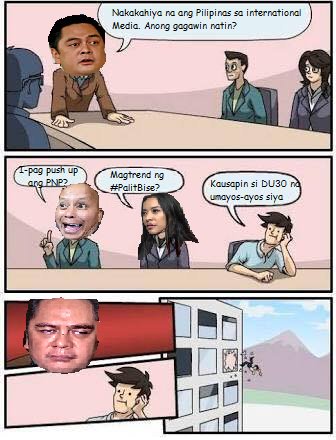 Nakakahiya na ang Pilipinas sa international
Media. Anong gagawin natin?
1-pag push up
ang PNP?
Magtrend ng
#PalitBise?
Kausapin si DU30 na
umayos-ayos siya